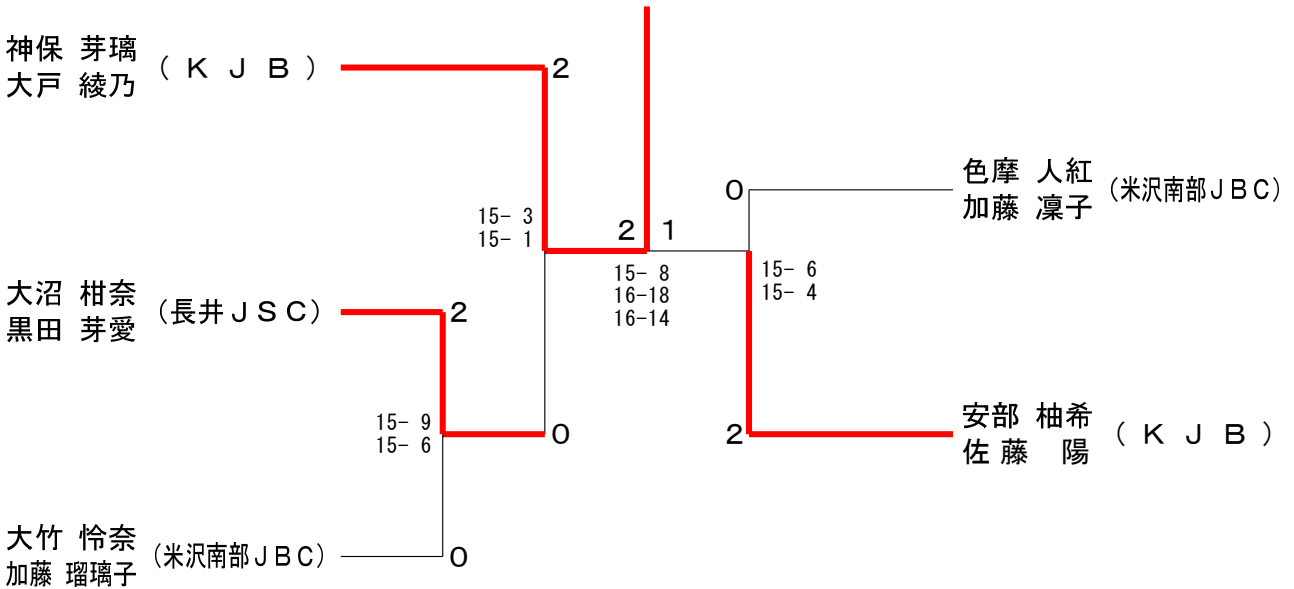 神保 芽璃
大戸 綾乃
(ＫＪＢ)
2
色摩 人紅
加藤 凜子
(米沢南部ＪＢＣ)
0
15- 3
15- 1
2 1
15- 8
16-18
16-14
15- 6
15- 4
大沼 柑奈
黒田 芽愛
(長井ＪＳＣ)
2
15- 9
15- 6
0
2
安部 柚希
佐藤 陽
(ＫＪＢ)
大竹 怜奈
加藤 瑠璃子
(米沢南部ＪＢＣ)
0